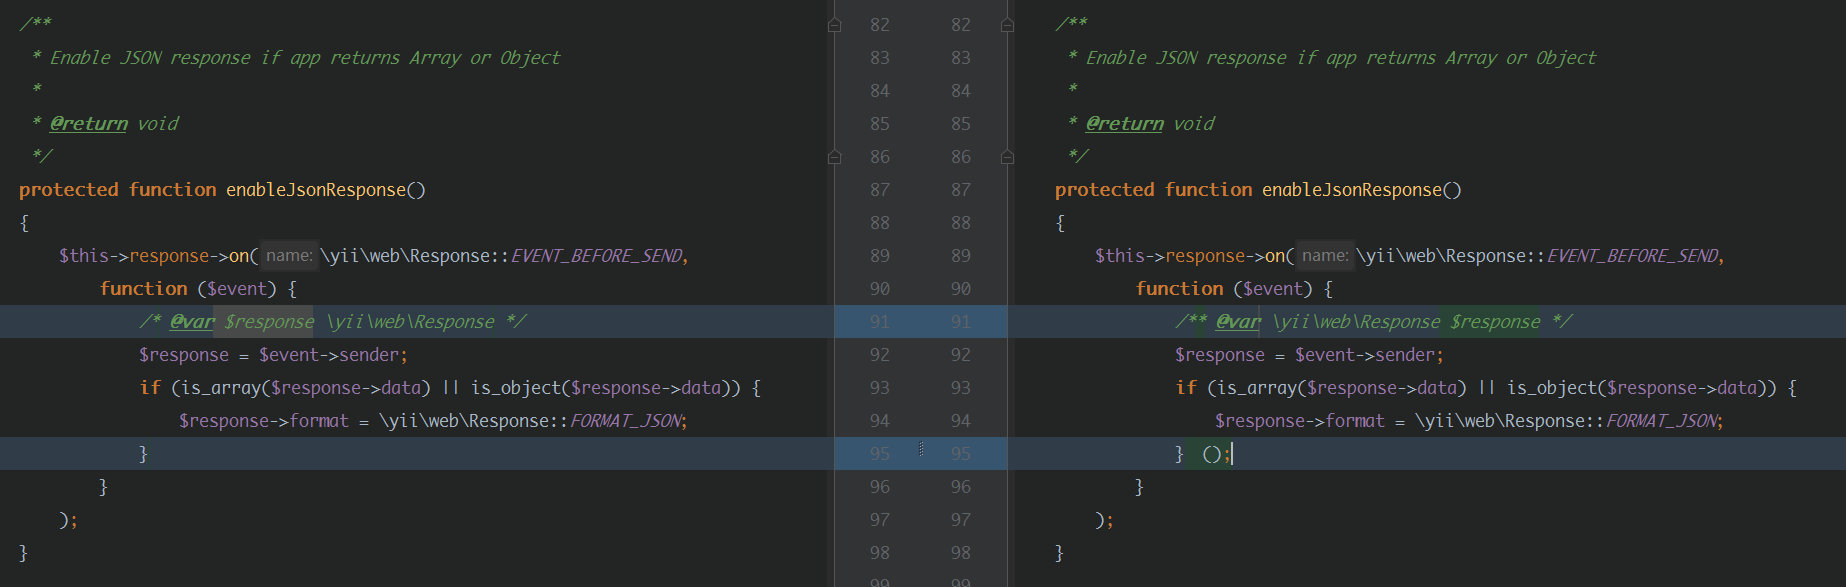 /**
 * Enable JSON response if app returns Array or Object
 *
 * @return void
 */
protected function enableJsonResponse()
{
    $this->response->on( name: \yii\web\Response::EVENT_BEFORE_SEND,
        function ($event) {
            /* @var $response \yii\web\Response */
            $response = $event->sender;
            if (is_array($response->data) || is_object($response->data)) {
                $response->format = \yii\web\Response::FORMAT_JSON;
            }
        }
    );
}
82 82
83 83
84 84
85 85
86 86
87 87
88 88
89 89
90 90
91 91
92 92
93 93
94 94
95 95
96 96
97 97
98 98
99 99
/**
 * Enable JSON response if app returns Array or Object
 *
 * @return void
 */
protected function enableJsonResponse()
{
    $this->response->on( name: \yii\web\Response::EVENT_BEFORE_SEND,
        function ($event) {
            /** @var \yii\web\Response $response */
            $response = $event->sender;
            if (is_array($response->data) || is_object($response->data)) {
                $response->format = \yii\web\Response::FORMAT_JSON;
            }  ();
        }
    );
}